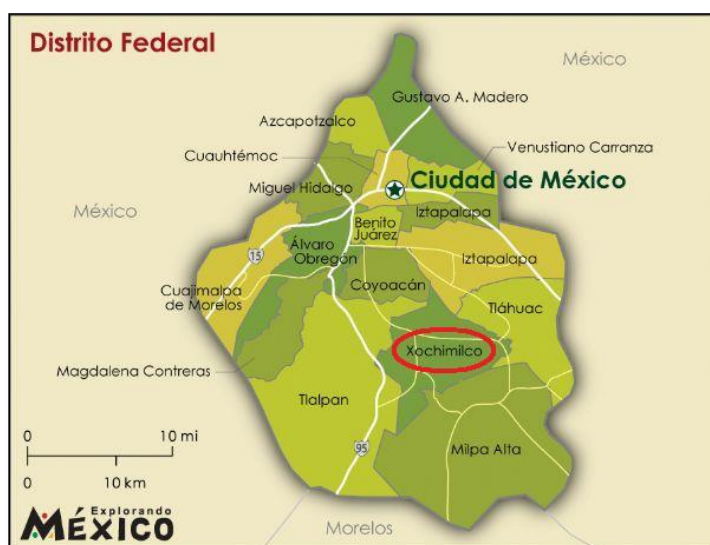 Distrito Federal
México
Gustavo A. Madero
Azcapotzalco
Venustiano Carranza
Cuauhtémoc
Miguel Hidalgo
Ciudad de México
México
Iztapalapa
Benito
Juárez
Álvaro
Obregón
15
Iztapalapa
Coyoacán
Cuajimalpa
de Morelos
Tláhuac
Xochimilco
Magdalena Contreras
Tlalpan
0 10 mi
0 10 km
95
Milpa Alta
Explorando
MÉXICO
Morelos